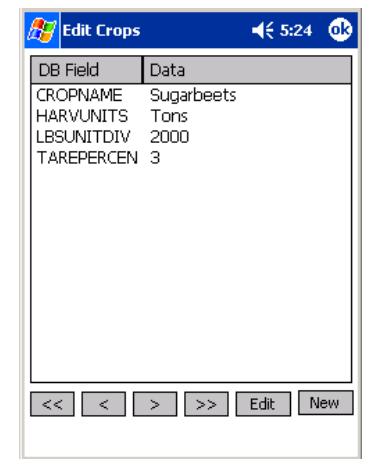 Edit Crops 5:24 ok
DB Field Data
CROPNAME Sugarbeets
HARVUNITS Tons
LBSUNITDIV 2000
TAREPERCEN 3
<< < > >> Edit New